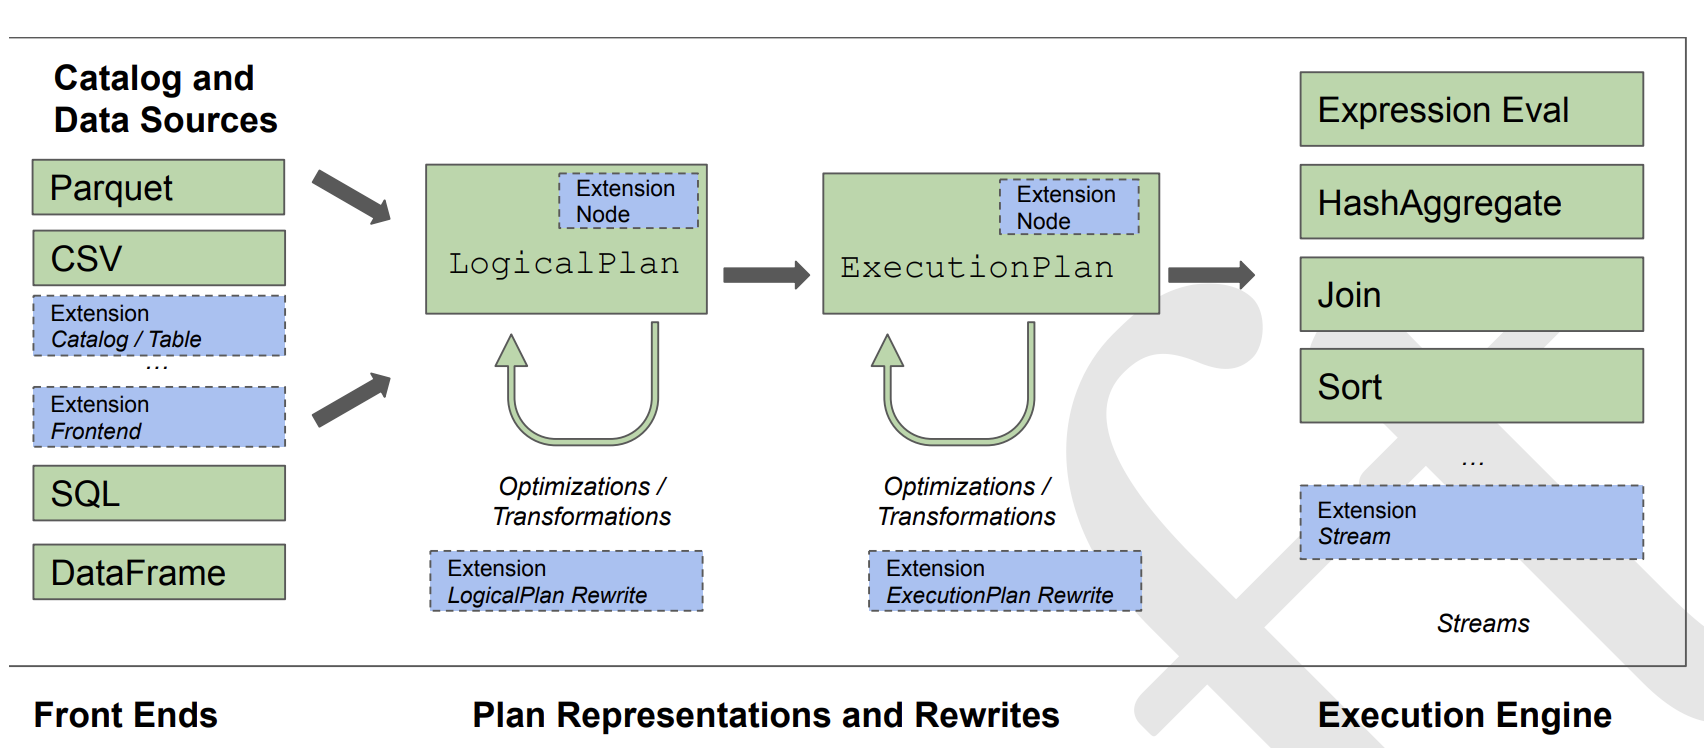 Catalog and
Data Sources
Parquet
CSV
Extension
Catalog / Table
...
Extension
Frontend
SQL
DataFrame
Extension
Node
LogicalPlan
Optimizations /
Transformations
Extension
LogicalPlan Rewrite
Extension
Node
ExecutionPlan
Optimizations /
Transformations
Extension
ExecutionPlan Rewrite
Expression Eval
HashAggregate
Join
Sort
...
Extension
Stream
Streams
Front Ends
Plan Representations and Rewrites
Execution Engine